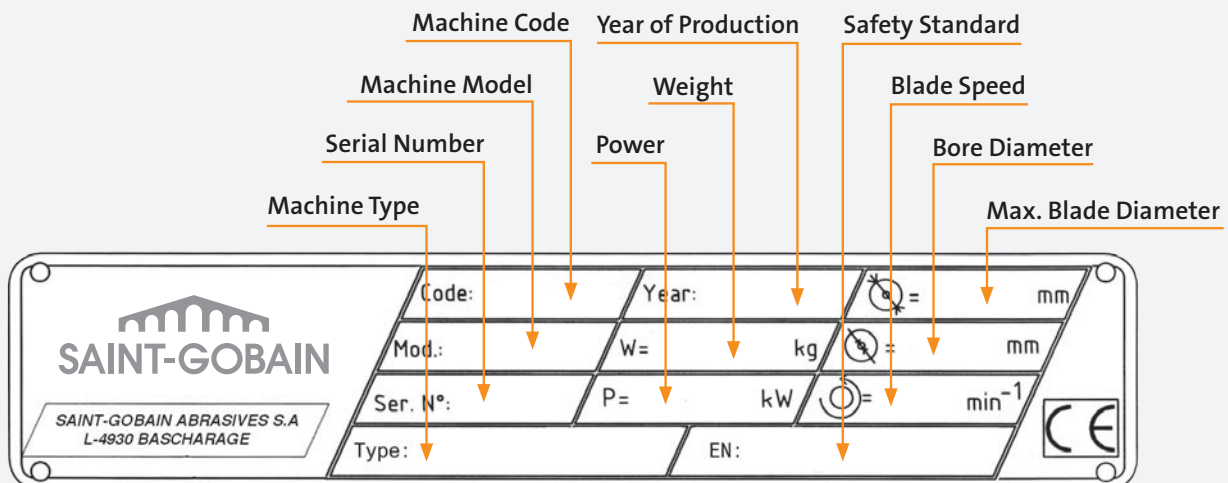 Machine Code Year of Production Safety Standard
Machine Model Weight Blade Speed
Serial Number Power Bore Diameter
Machine Type Max. Blade Diameter
Code: Year: = mm
SAINT-GOBAIN Mod.: W= kg = mm
Ser. N°: P= kW = min⁻¹
SAINT-GOBAIN ABRASIVES S.A
L-4930 BASCHARAGE
Type: EN: CE